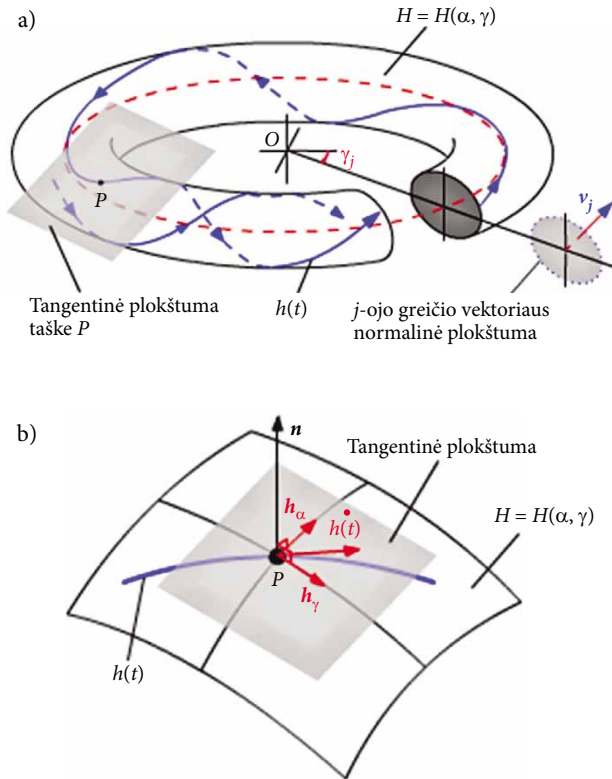 a)
H = H(α, γ)
O
γj
P
vj
Tangentinė plokštuma
taške P
h(t)
j-ojo greičio vektoriaus
normalinė plokštuma
b)
n
Tangentinė plokštuma
hα
ḣ(t)
H = H(α, γ)
P
hγ
h(t)